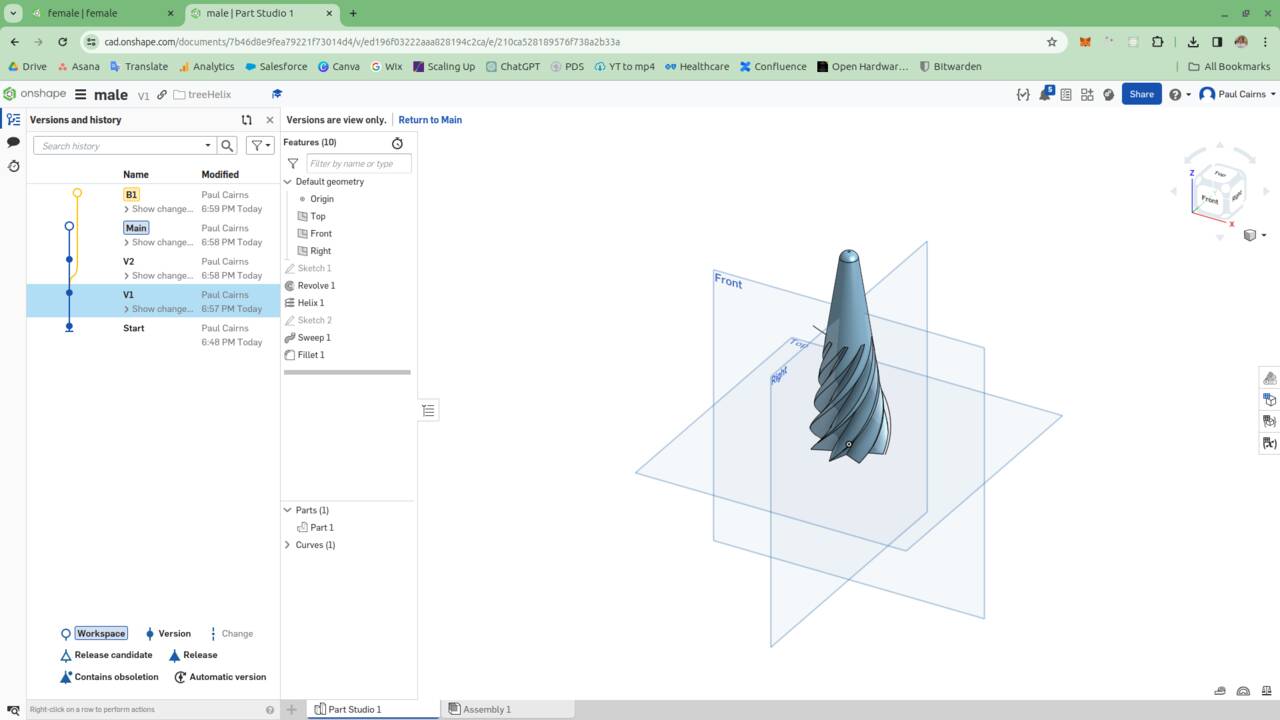 female | female
male | Part Studio 1
cad.onshape.com/documents/7b46d8e9fea79221f73014d4/v/ed196f03222aaa828194c2ca/e/210ca528189576f738a2b33a
Drive
Asana
Translate
Analytics
Salesforce
Canva
Wix
Scaling Up
ChatGPT
PDS
YT to mp4
Healthcare
Confluence
Open Hardwar...
Bitwarden
All Bookmarks
onshape
male
V1
treeHelix
5
Share
Paul Cairns
Versions and history
Versions are view only.
Return to Main
Search history
Features (10)
Filter by name or type
Name
Modified
B1
Paul Cairns
Show change...
6:59 PM Today
Main
Paul Cairns
Show change...
6:58 PM Today
V2
Paul Cairns
Show change...
6:58 PM Today
V1
Paul Cairns
Show change...
6:57 PM Today
Start
Paul Cairns
6:48 PM Today
Default geometry
Origin
Top
Front
Right
Sketch 1
Revolve 1
Helix 1
Sketch 2
Sweep 1
Fillet 1
Parts (1)
Part 1
Curves (1)
Front
Top
Right
Z
Front
Right
X
Workspace
Version
Change
Release candidate
Release
Contains obsoletion
Automatic version
Right-click on a row to perform actions
Part Studio 1
Assembly 1